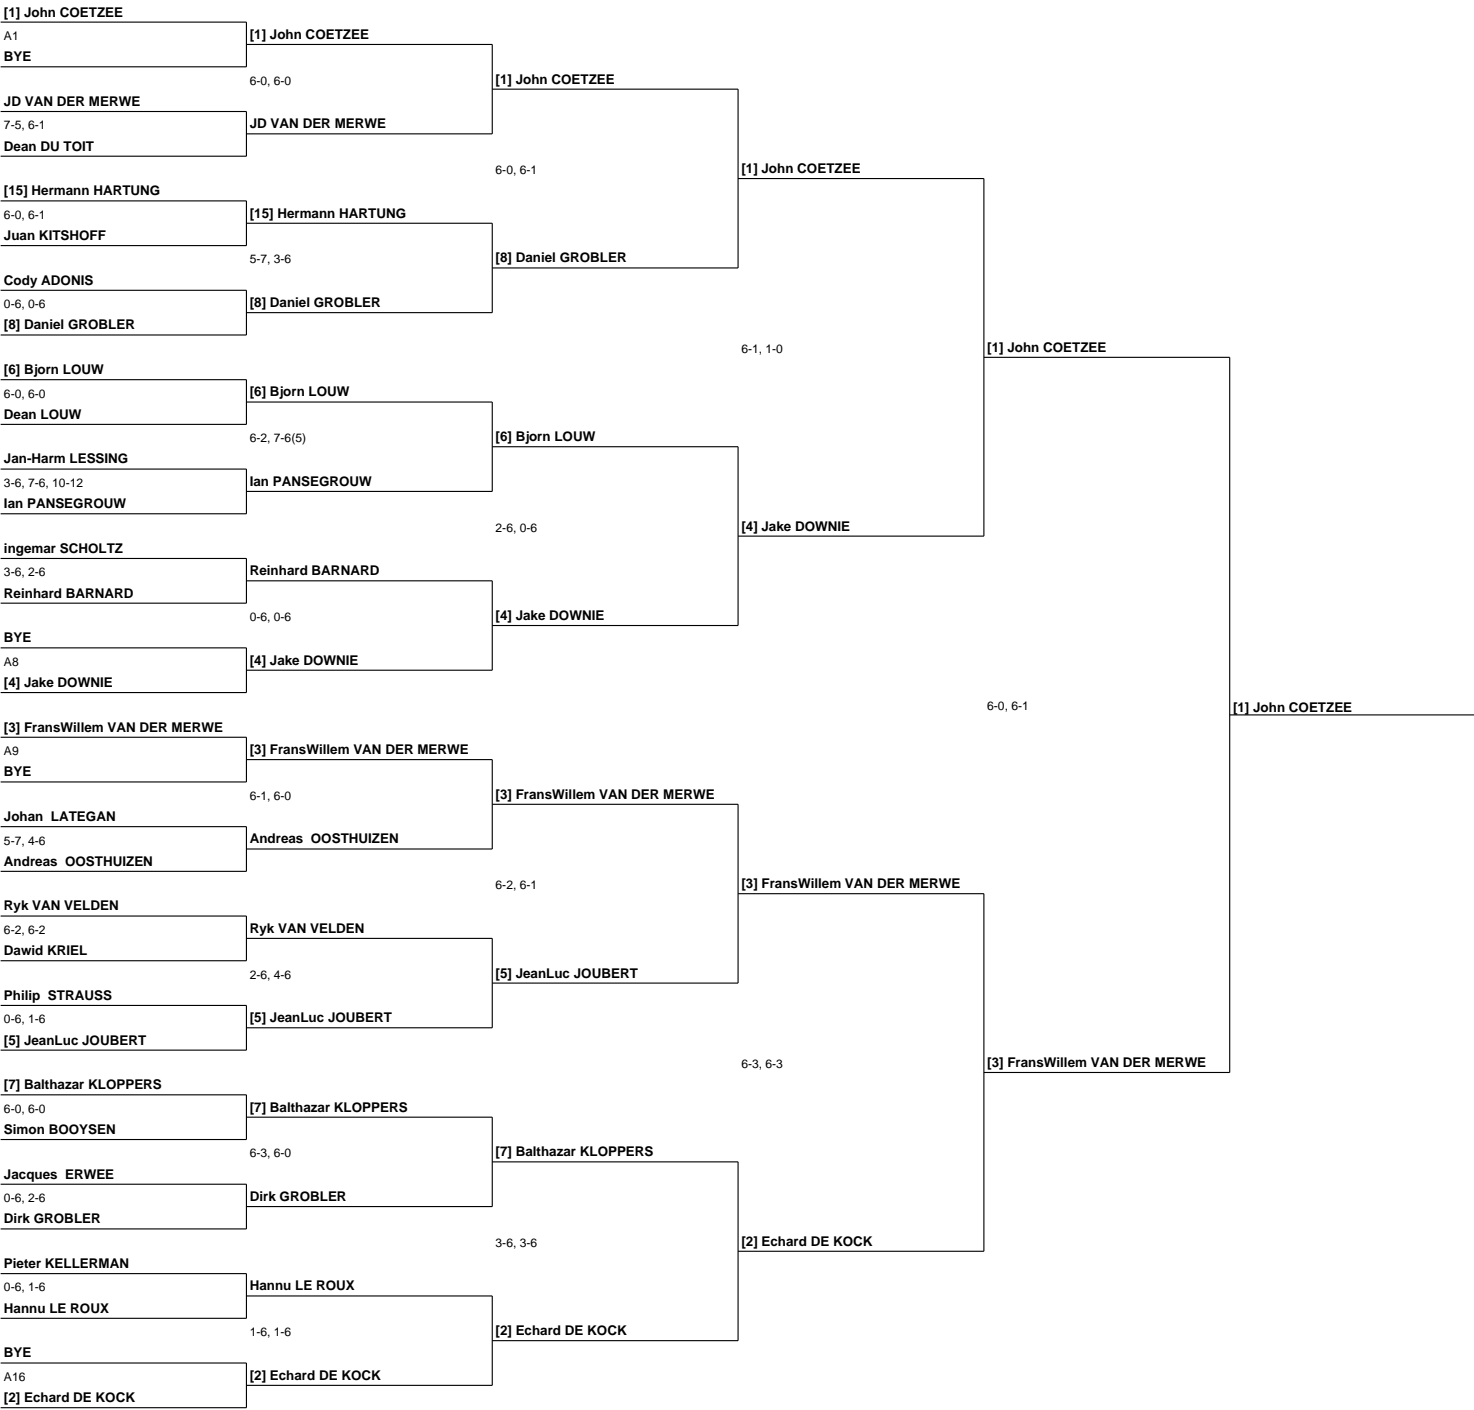 [1] John COETZEE
A1
BYE
JD VAN DER MERWE
7-5, 6-1
Dean DU TOIT
[15] Hermann HARTUNG
6-0, 6-1
Juan KITSHOFF
Cody ADONIS
0-6, 0-6
[8] Daniel GROBLER
[6] Bjorn LOUW
6-0, 6-0
Dean LOUW
Jan-Harm LESSING
3-6, 7-6, 10-12
Ian PANSEGROUW
ingemar SCHOLTZ
3-6, 2-6
Reinhard BARNARD
BYE
A8
[4] Jake DOWNIE
[3] FransWillem VAN DER MERWE
A9
BYE
Johan  LATEGAN
5-7, 4-6
Andreas  OOSTHUIZEN
Ryk VAN VELDEN
6-2, 6-2
Dawid KRIEL
Philip  STRAUSS
0-6, 1-6
[5] JeanLuc JOUBERT
[7] Balthazar KLOPPERS
6-0, 6-0
Simon BOOYSEN
Jacques  ERWEE
0-6, 2-6
Dirk GROBLER
Pieter KELLERMAN
0-6, 1-6
Hannu LE ROUX
BYE
A16
[2] Echard DE KOCK
[1] John COETZEE
6-0, 6-0
JD VAN DER MERWE
[15] Hermann HARTUNG
5-7, 3-6
[8] Daniel GROBLER
[6] Bjorn LOUW
6-2, 7-6(5)
Ian PANSEGROUW
Reinhard BARNARD
0-6, 0-6
[4] Jake DOWNIE
[3] FransWillem VAN DER MERWE
6-1, 6-0
Andreas  OOSTHUIZEN
Ryk VAN VELDEN
2-6, 4-6
[5] JeanLuc JOUBERT
[7] Balthazar KLOPPERS
6-3, 6-0
Dirk GROBLER
Hannu LE ROUX
1-6, 1-6
[2] Echard DE KOCK
[1] John COETZEE
6-0, 6-1
[8] Daniel GROBLER
[6] Bjorn LOUW
2-6, 0-6
[4] Jake DOWNIE
[3] FransWillem VAN DER MERWE
6-2, 6-1
[5] JeanLuc JOUBERT
[7] Balthazar KLOPPERS
3-6, 3-6
[2] Echard DE KOCK
[1] John COETZEE
6-1, 1-0
[4] Jake DOWNIE
[3] FransWillem VAN DER MERWE
6-3, 6-3
[2] Echard DE KOCK
[1] John COETZEE
6-0, 6-1
[3] FransWillem VAN DER MERWE
[1] John COETZEE